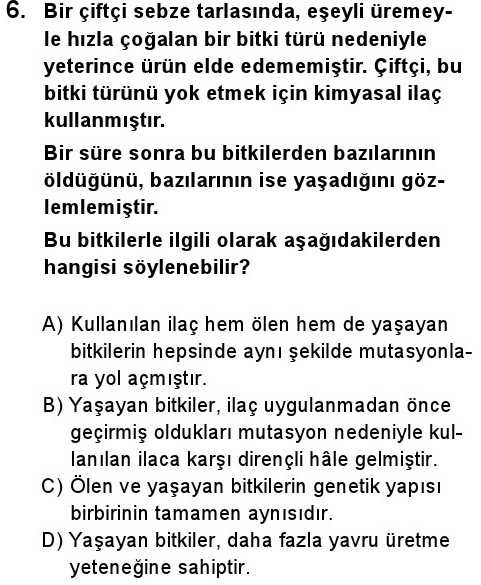 6. Bir çiftçi sebze tarlasında, eşeyli üremey-
le hızla çoğalan bir bitki türü nedeniyle
yeterince ürün elde edememiştir. Çiftçi, bu
bitki türünü yok etmek için kimyasal ilaç
kullanmıştır.
Bir süre sonra bu bitkilerden bazılarının
öldüğünü, bazılarının ise yaşadığını göz-
lemlemiştir.
Bu bitkilerle ilgili olarak aşağıdakilerden
hangisi söylenebilir?
A) Kullanılan ilaç hem ölen hem de yaşayan
bitkilerin hepsinde aynı şekilde mutasyonla-
ra yol açmıştır.
B) Yaşayan bitkiler, ilaç uygulanmadan önce
geçirmiş oldukları mutasyon nedeniyle kul-
lanılan ilaca karşı dirençli hâle gelmiştir.
C) Ölen ve yaşayan bitkilerin genetik yapısı
birbirinin tamamen aynısıdır.
D) Yaşayan bitkiler, daha fazla yavru üretme
yeteneğine sahiptir.